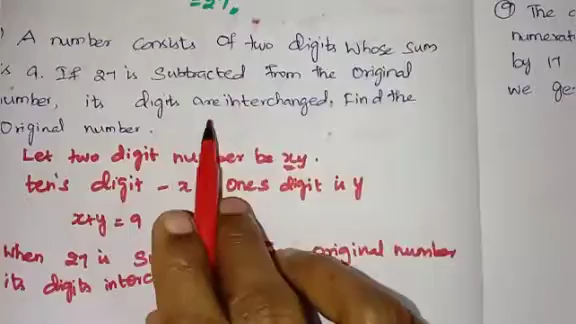 =27.
) A number consists of two digits whose sum
is 9. If 27 is subtracted from the original
number, its digits are interchanged. Find the
Original number.
Let two digit number be xy.
ten's digit - x ones digit is y
x+y = 9
When 27 is original number
its digits
9 The
by 17
we